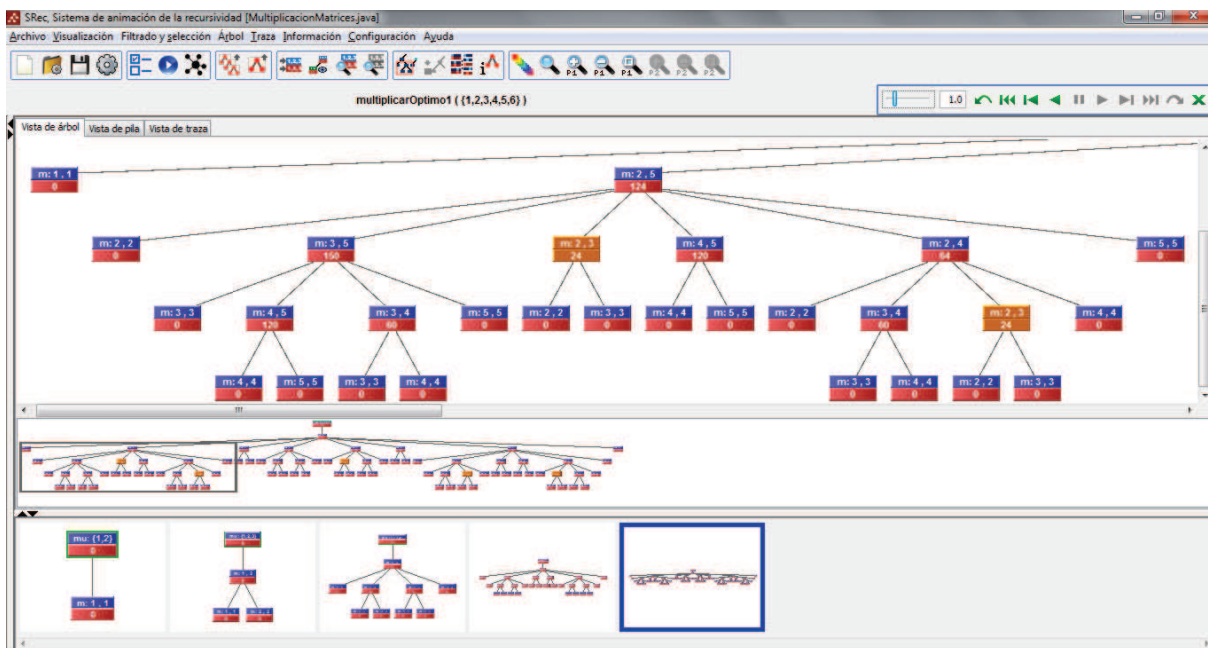 SRec, Sistema de animación de la recursividad [MultiplicacionMatrices.java]
Archivo Visualización Filtrado y selección Árbol Traza Información Configuración Ayuda
multiplicarOptimo1 ( {1,2,3,4,5,6} )
1.0
Vista de árbol Vista de pila Vista de traza
m: 1 , 1 m: 2 , 5
0 124
m: 2 , 2 m: 3 , 5 m: 2 , 3 m: 4 , 5 m: 2 , 4 m: 5 , 5
0 150 24 120 64 0
m: 3 , 3 m: 4 , 5 m: 3 , 4 m: 5 , 5 m: 2 , 2 m: 3 , 3 m: 4 , 4 m: 5 , 5 m: 2 , 2 m: 3 , 4 m: 2 , 3 m: 4 , 4
0 120 60 0 0 0 0 0 0 60 24 0
m: 4 , 4 m: 5 , 5 m: 3 , 3 m: 4 , 4 m: 3 , 3 m: 4 , 4 m: 2 , 2 m: 3 , 3
0 0 0 0 0 0 0 0
mu: {1,2}
0
m: 1 , 1
0